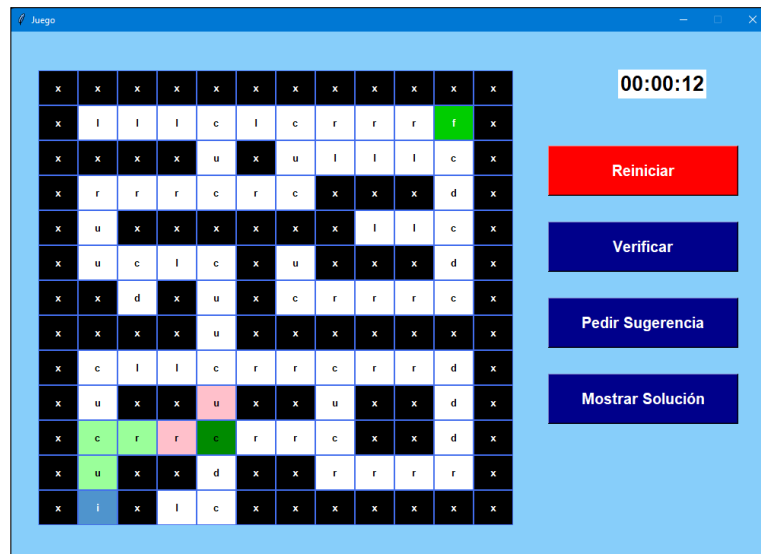 Juego
00:00:12
x x x x x x x x x x x x
x l l l c l c r r r f x
x x x x u x u l l l c x
x r r r c r c x x x d x
x u x x x x x x l l c x
x u c l c x u x x x d x
x x d x u x c r r r c x
x x x x u x x x x x x x
x c l l c r r c r r d x
x u x x u x x u x x d x
x c r r c r r c x x d x
x u x x d x x r r r r x
x i x l c x x x x x x x
Reiniciar
Verificar
Pedir Sugerencia
Mostrar Solución